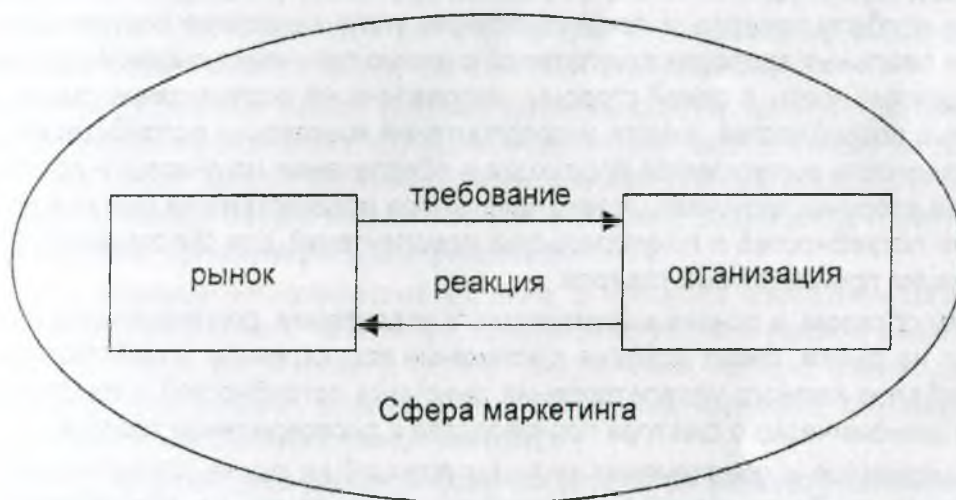 требование
рынок
реакция
организация
Сфера маркетинга